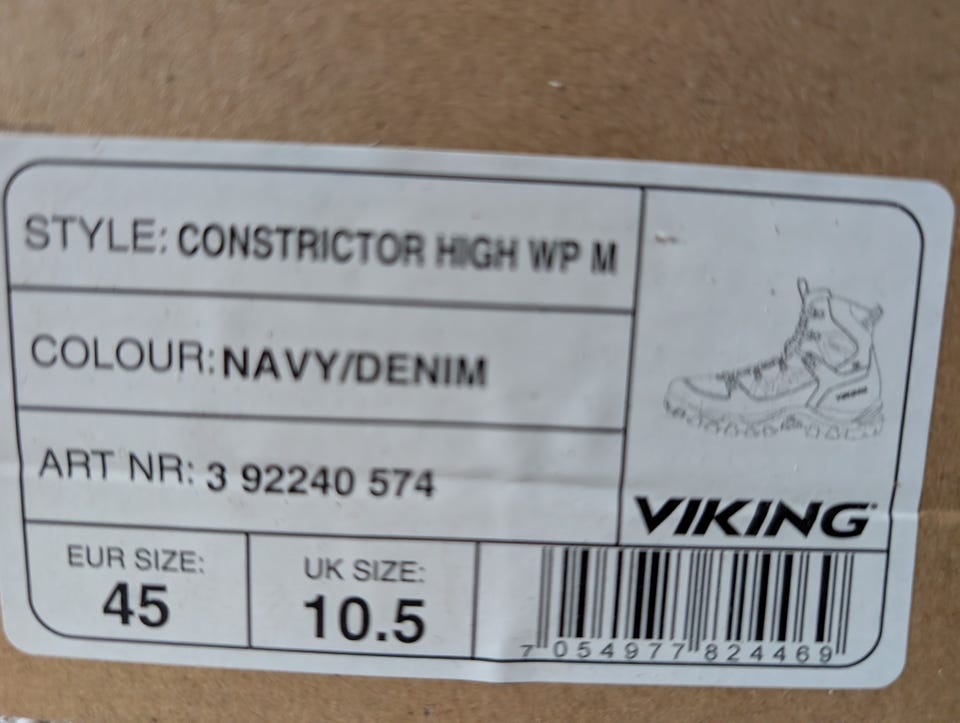 STYLE: CONSTRICTOR HIGH WP M
COLOUR: NAVY/DENIM
ART NR: 3 92240 574
VIKING
VIKING
EUR SIZE:
45
UK SIZE:
10.5
7 054977 824469